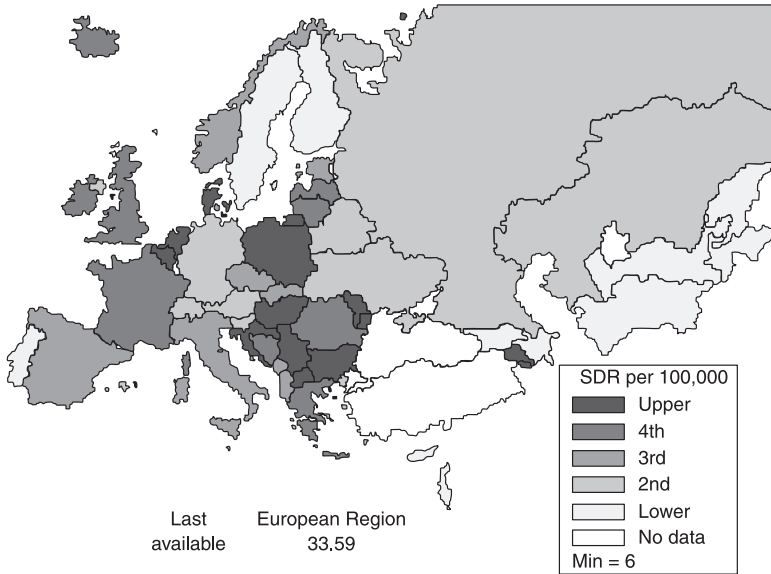 SDR per 100,000
Upper
4th
3rd
2nd
Lower
No data
Min = 6
Last available
European Region
33.59